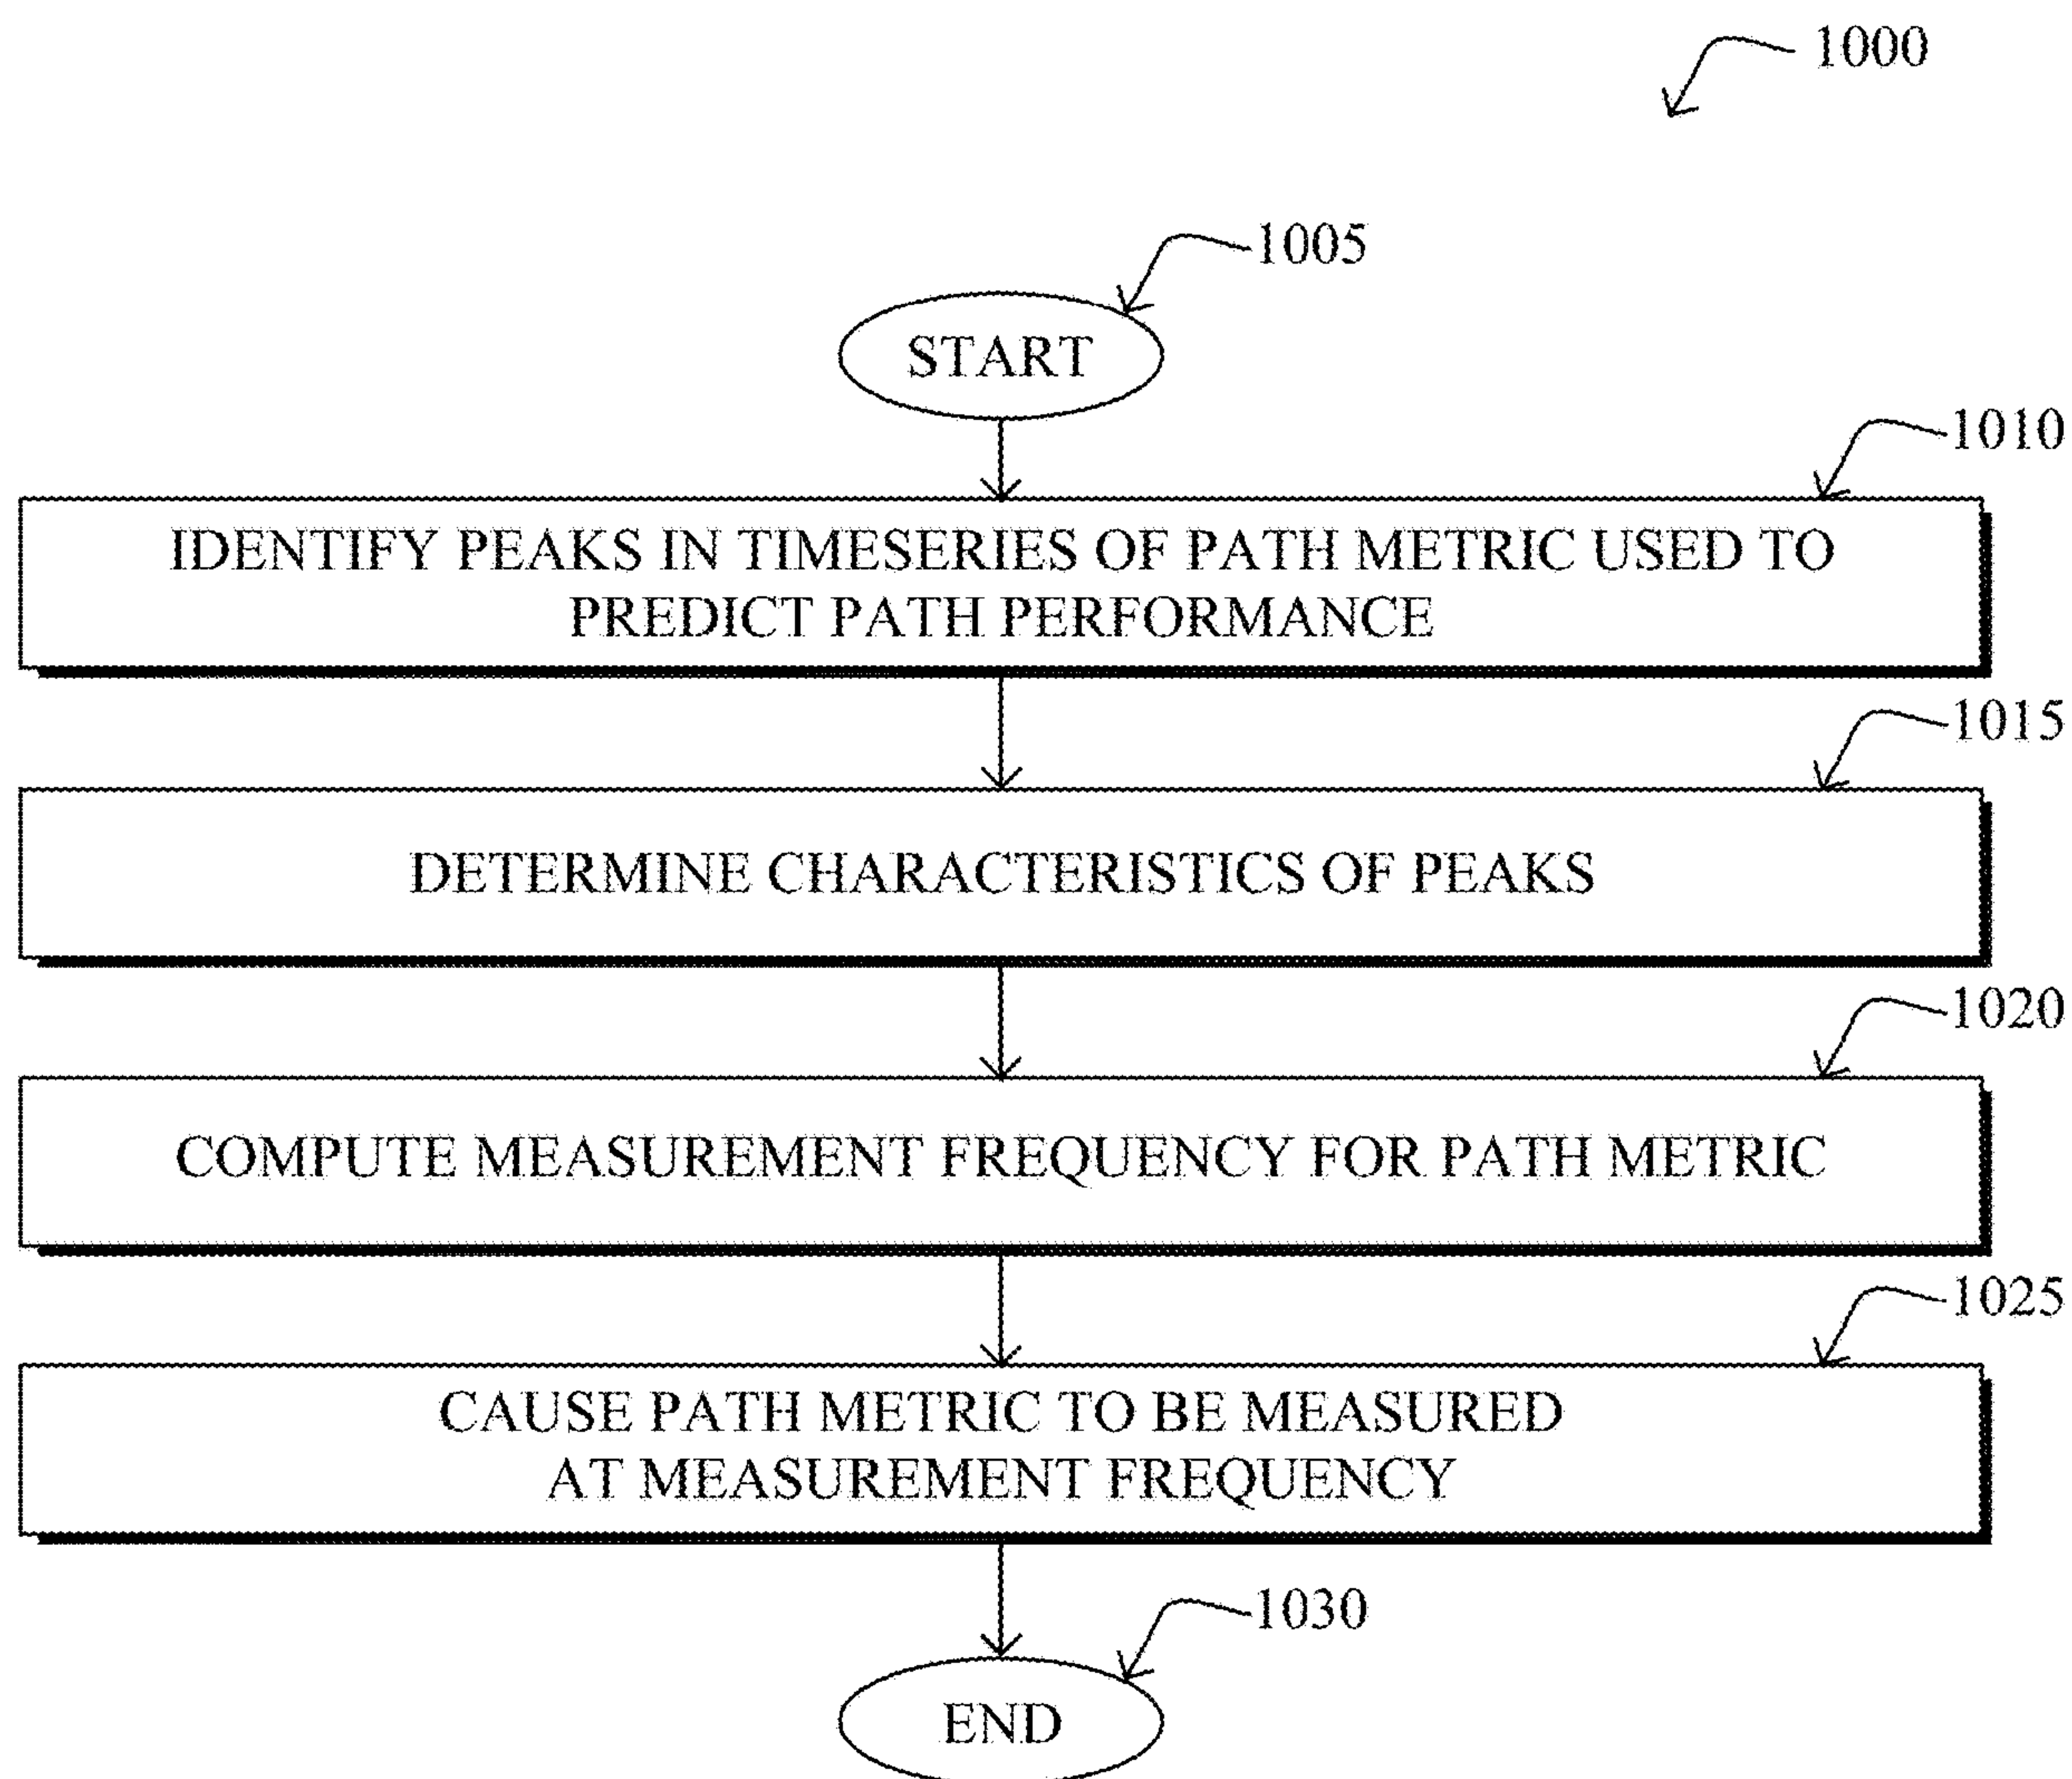 1000
1005
START
1010
IDENTIFY PEAKS IN TIMESERIES OF PATH METRIC USED TO
PREDICT PATH PERFORMANCE
1015
DETERMINE CHARACTERISTICS OF PEAKS
1020
COMPUTE MEASUREMENT FREQUENCY FOR PATH METRIC
1025
CAUSE PATH METRIC TO BE MEASURED
AT MEASUREMENT FREQUENCY
1030
END